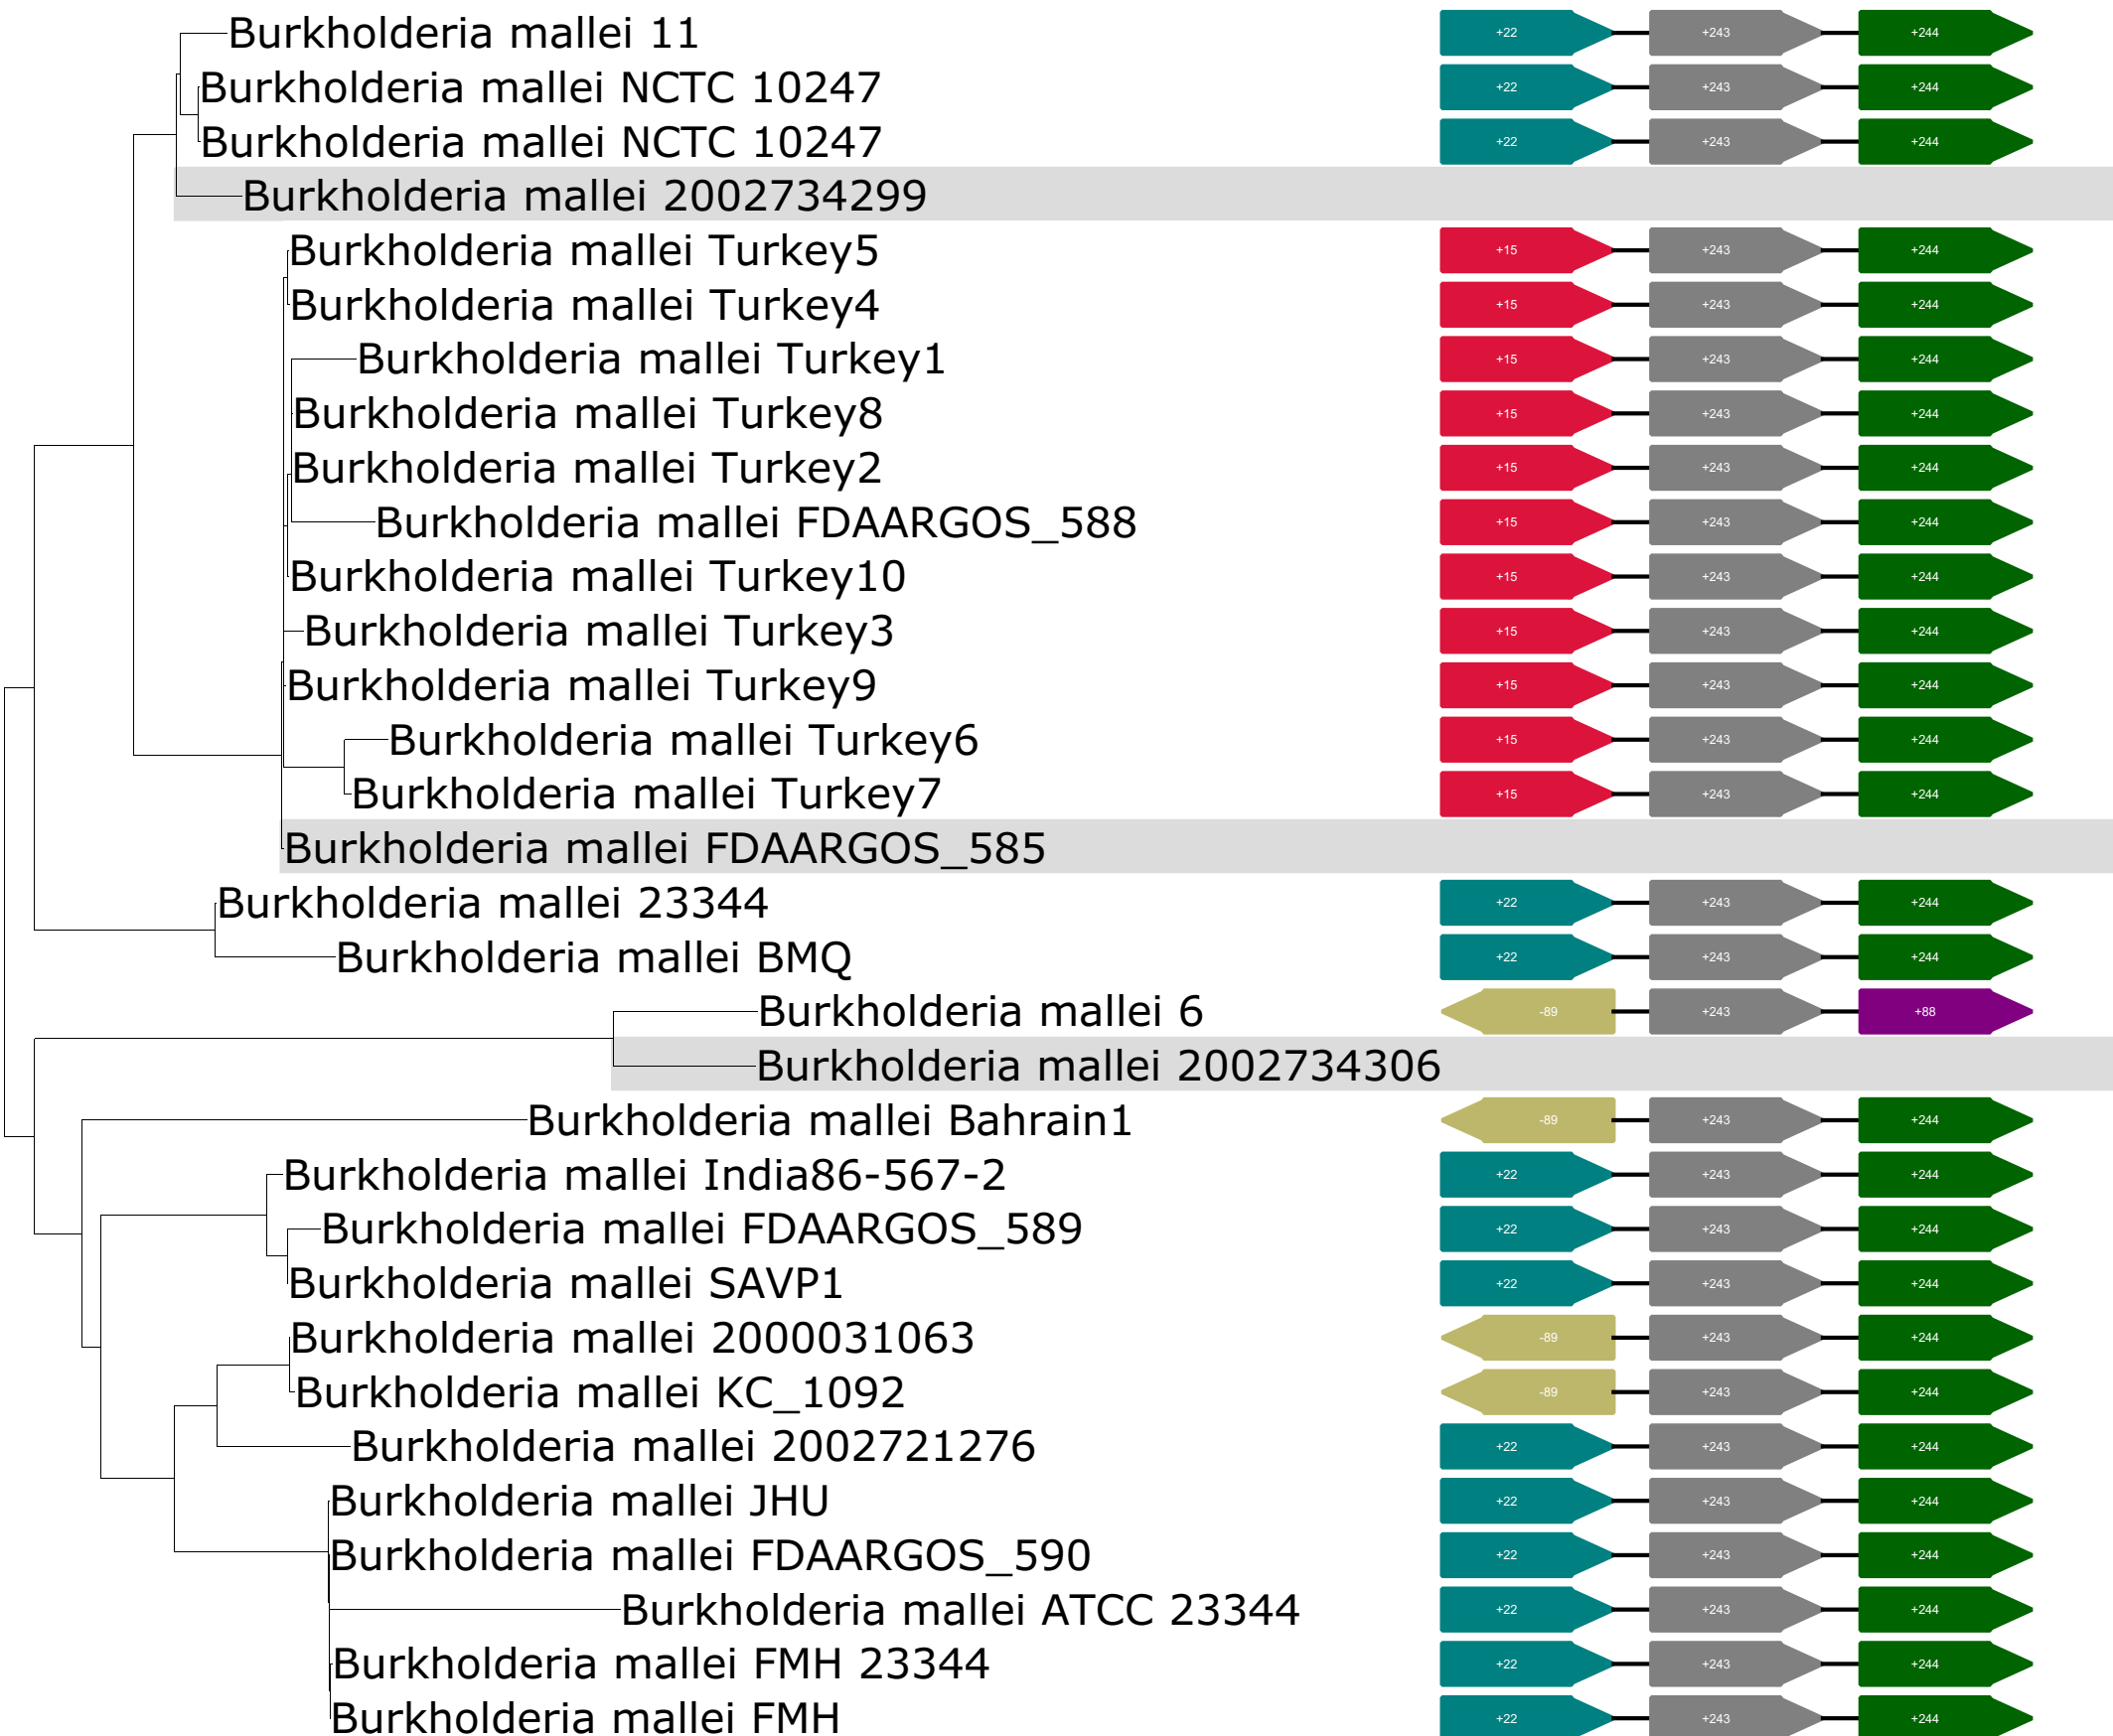 Burkholderia mallei 11 +22 +243 +244
Burkholderia mallei NCTC 10247 +22 +243 +244
Burkholderia mallei NCTC 10247 +22 +243 +244
Burkholderia mallei 2002734299
Burkholderia mallei Turkey5 +15 +243 +244
Burkholderia mallei Turkey4 +15 +243 +244
Burkholderia mallei Turkey1 +15 +243 +244
Burkholderia mallei Turkey8 +15 +243 +244
Burkholderia mallei Turkey2 +15 +243 +244
Burkholderia mallei FDAARGOS_588 +15 +243 +244
Burkholderia mallei Turkey10 +15 +243 +244
Burkholderia mallei Turkey3 +15 +243 +244
Burkholderia mallei Turkey9 +15 +243 +244
Burkholderia mallei Turkey6 +15 +243 +244
Burkholderia mallei Turkey7 +15 +243 +244
Burkholderia mallei FDAARGOS_585
Burkholderia mallei 23344 +22 +243 +244
Burkholderia mallei BMQ +22 +243 +244
Burkholderia mallei 6 -89 +243 +88
Burkholderia mallei 2002734306
Burkholderia mallei Bahrain1 -89 +243 +244
Burkholderia mallei India86-567-2 +22 +243 +244
Burkholderia mallei FDAARGOS_589 +22 +243 +244
Burkholderia mallei SAVP1 +22 +243 +244
Burkholderia mallei 2000031063 -89 +243 +244
Burkholderia mallei KC_1092 -89 +243 +244
Burkholderia mallei 2002721276 +22 +243 +244
Burkholderia mallei JHU +22 +243 +244
Burkholderia mallei FDAARGOS_590 +22 +243 +244
Burkholderia mallei ATCC 23344 +22 +243 +244
Burkholderia mallei FMH 23344 +22 +243 +244
Burkholderia mallei FMH +22 +243 +244